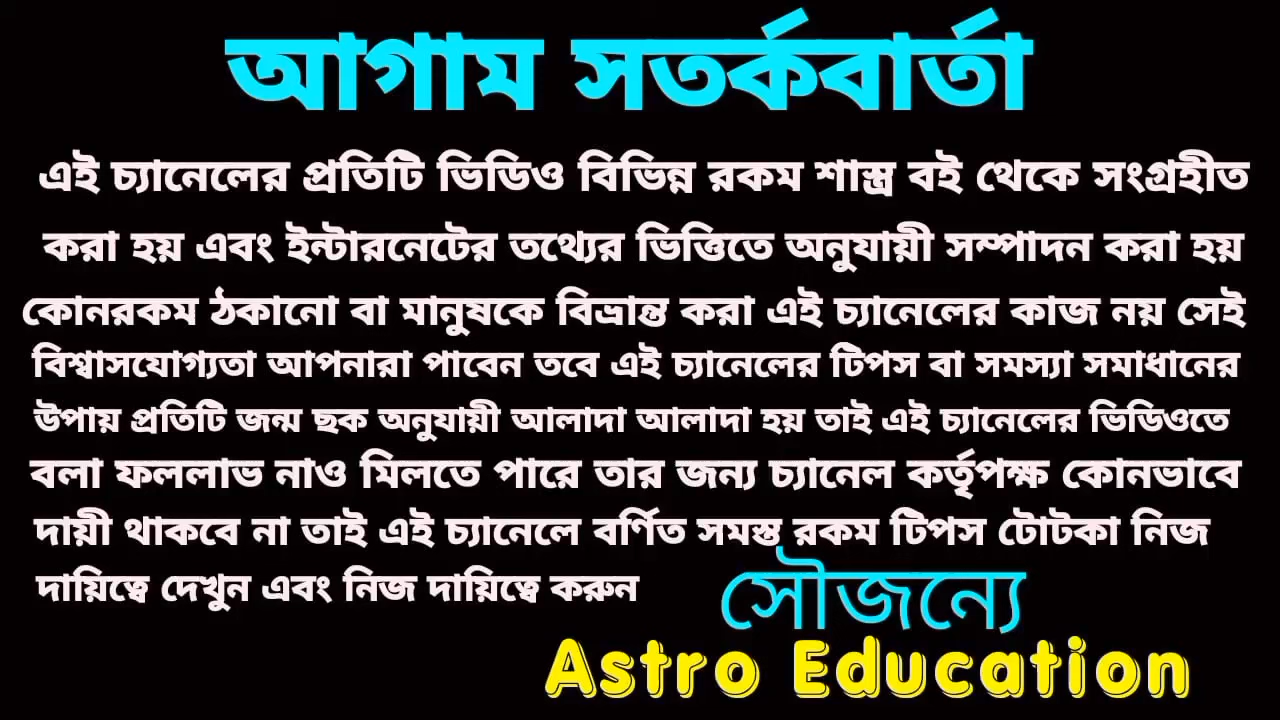 আগাম সতর্কবার্তা
এই চ্যানেলের প্রতিটি ভিডিও বিভিন্ন রকম শাস্ত্র বই থেকে সংগ্রহীত
করা হয় এবং ইন্টারনেটের তথ্যের ভিত্তিতে অনুযায়ী সম্পাদন করা হয়
কোনরকম ঠকানো বা মানুষকে বিভ্রান্ত করা এই চ্যানেলের কাজ নয় সেই
বিশ্বাসযোগ্যতা আপনারা পাবেন তবে এই চ্যানেলের টিপস বা সমস্যা সমাধানের
উপায় প্রতিটি জন্ম ছক অনুযায়ী আলাদা আলাদা হয় তাই এই চ্যানেলের ভিডিওতে
বলা ফললাভ নাও মিলতে পারে তার জন্য চ্যানেল কর্তৃপক্ষ কোনভাবে
দায়ী থাকবে না তাই এই চ্যানেলে বর্ণিত সমস্ত রকম টিপস টোটকা নিজ
দায়িত্বে দেখুন এবং নিজ দায়িত্বে করুন
সৌজন্যে
Astro Education